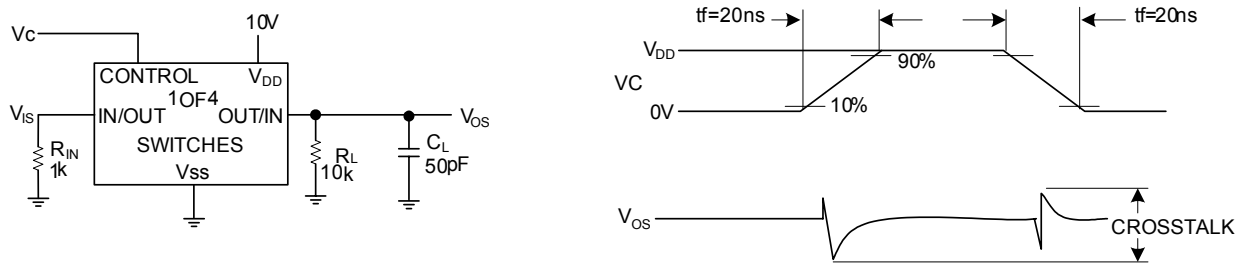 Vc
10V
CONTROL
VDD
1OF4
VIS
IN/OUT
OUT/IN
VOS
SWITCHES
RIN
1k
Vss
RL
10k
CL
50pF
tf=20ns
tf=20ns
VDD
VC
90%
10%
0V
VOS
CROSSTALK